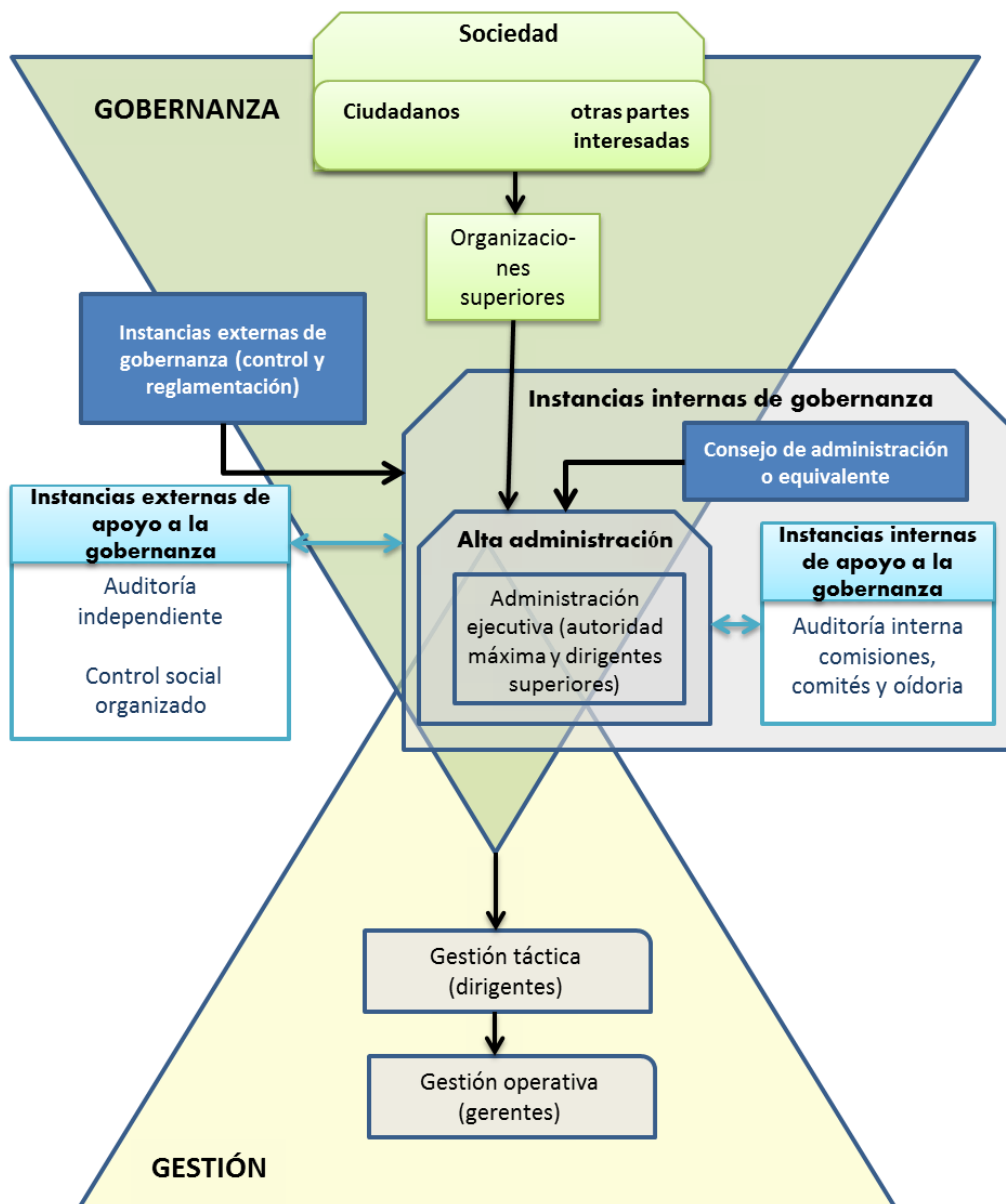 Sociedad
GOBERNANZA
Ciudadanos otras partes
interesadas
Organizacio-
nes
superiores
Instancias externas de
gobernanza (control y
reglamentación)
Instancias internas de gobernanza
Consejo de administración
o equivalente
Instancias externas de
apoyo a la
gobernanza
Auditoría
independiente
Control social
organizado
Alta administración
Administración
ejecutiva (autoridad
máxima y dirigentes
superiores)
Instancias internas
de apoyo a la
gobernanza
Auditoría interna
comisiones,
comités y oídoria
Gestión táctica
(dirigentes)
Gestión operativa
(gerentes)
GESTIÓN